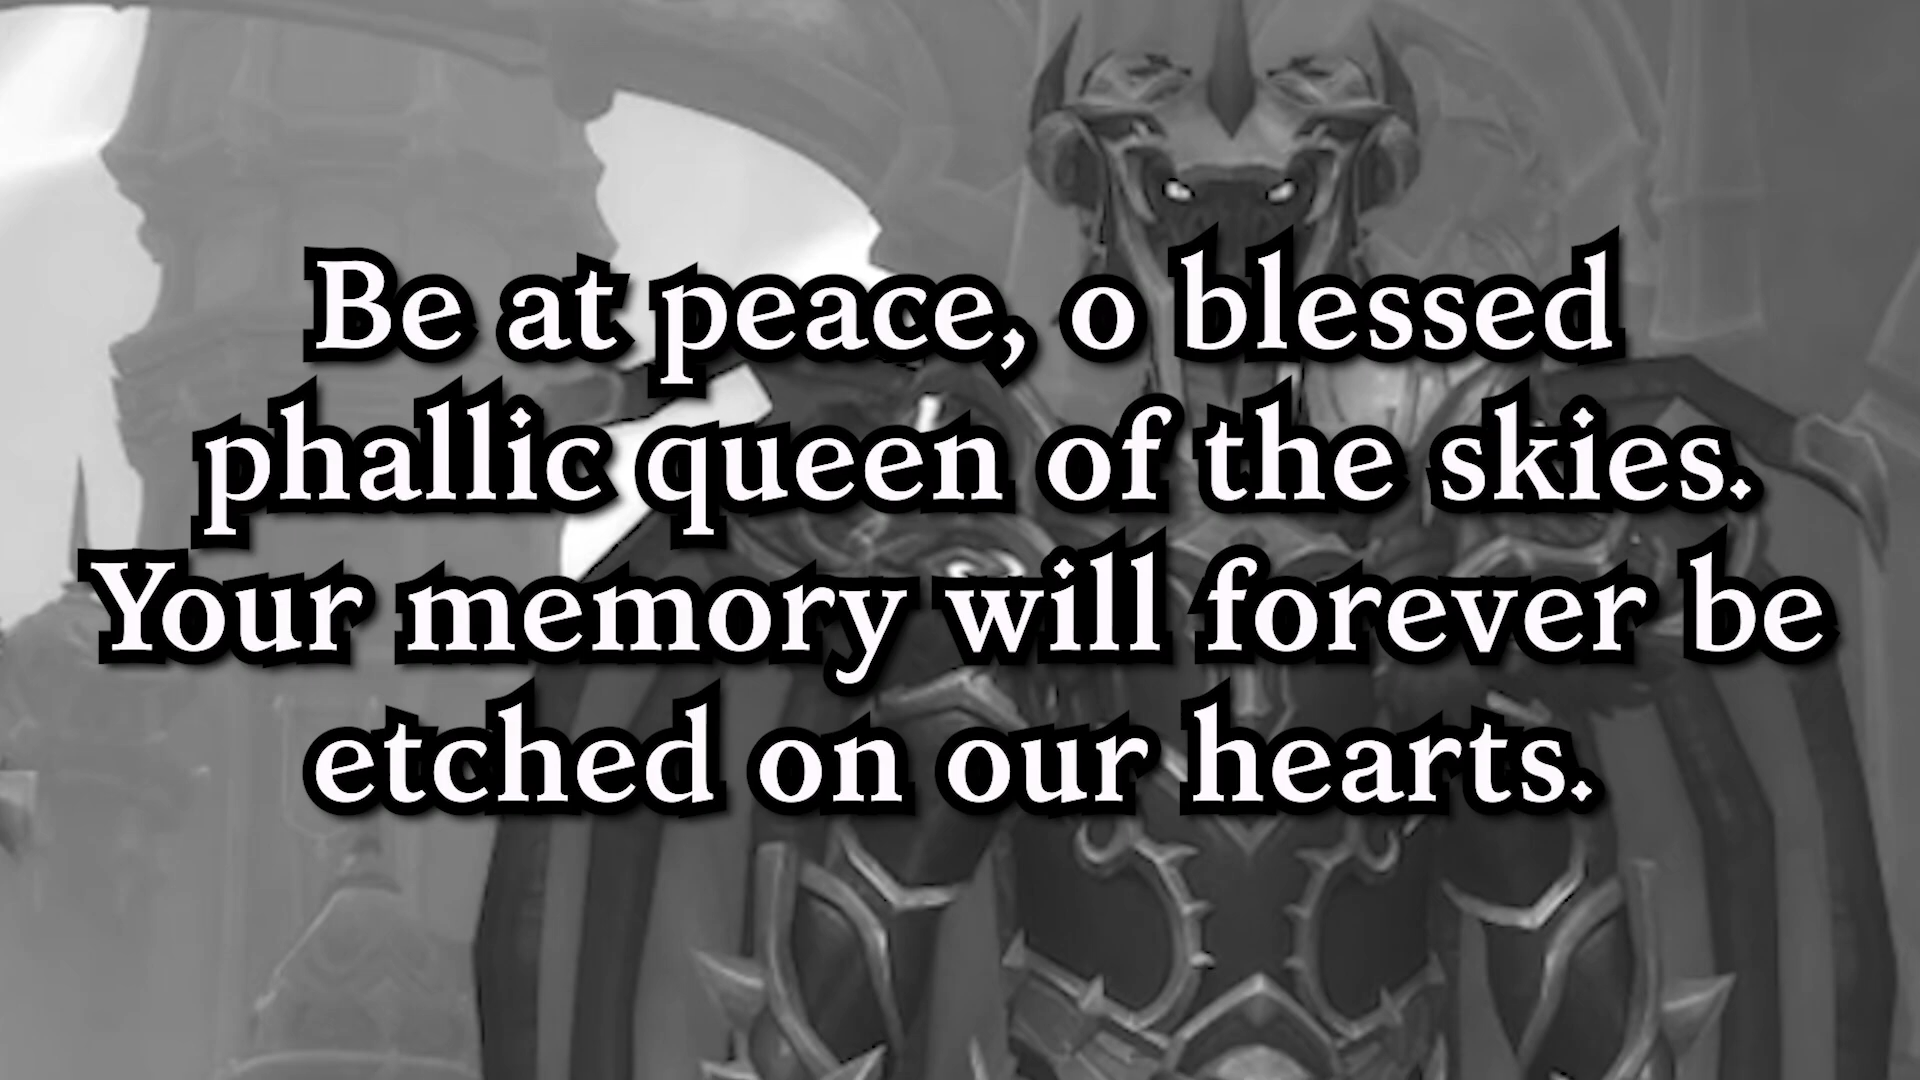 Be at peace, o blessed
phallic queen of the skies.
Your memory will forever be
etched on our hearts.